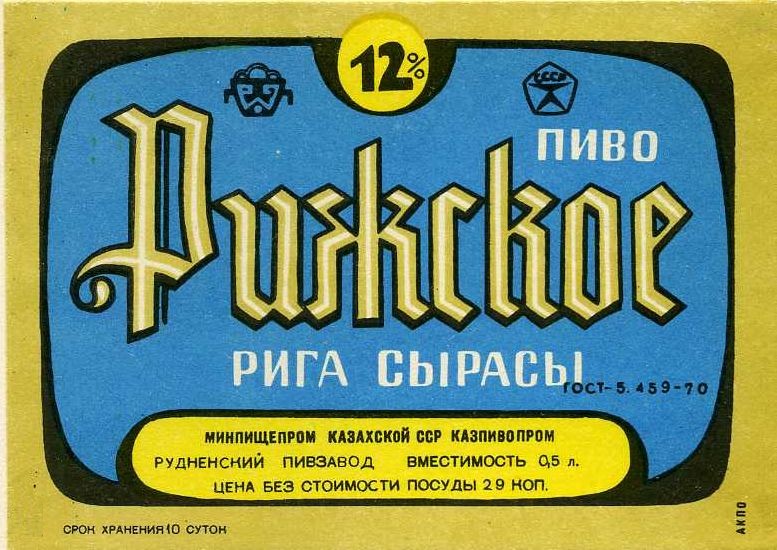 12%
СССР
ПИВО
Рижское
РИГА СЫРАСЫ
ГОСТ-5.459-70
МИНПИЩЕПРОМ КАЗАХСКОЙ ССР КАЗПИВОПРОМ
РУДНЕНСКИЙ ПИВЗАВОД ВМЕСТИМОСТЬ 0,5 л.
ЦЕНА БЕЗ СТОИМОСТИ ПОСУДЫ 29 КОП.
СРОК ХРАНЕНИЯ 10 СУТОК
АКПО